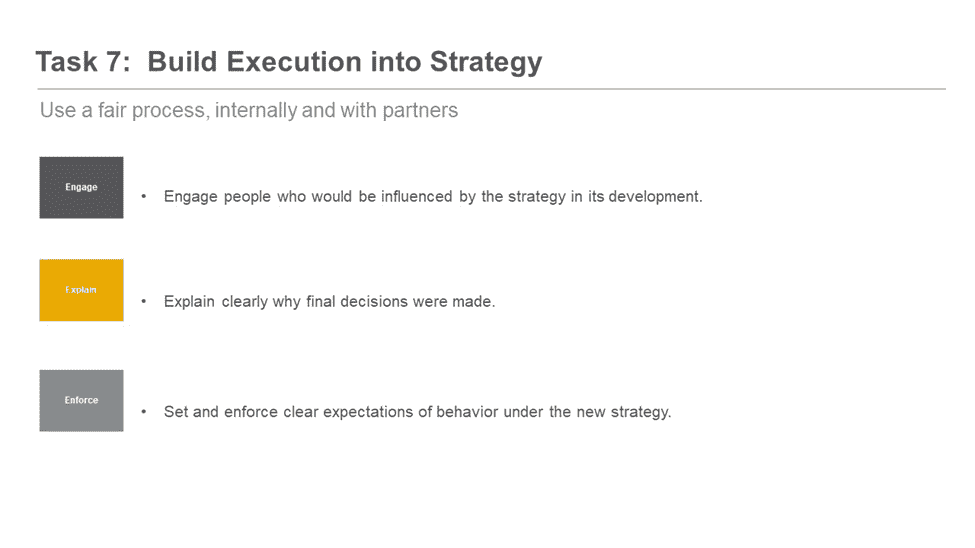 Task 7:  Build Execution into Strategy
Use a fair process, internally and with partners
Engage
• Engage people who would be influenced by the strategy in its development.
Explain
• Explain clearly why final decisions were made.
Enforce
• Set and enforce clear expectations of behavior under the new strategy.